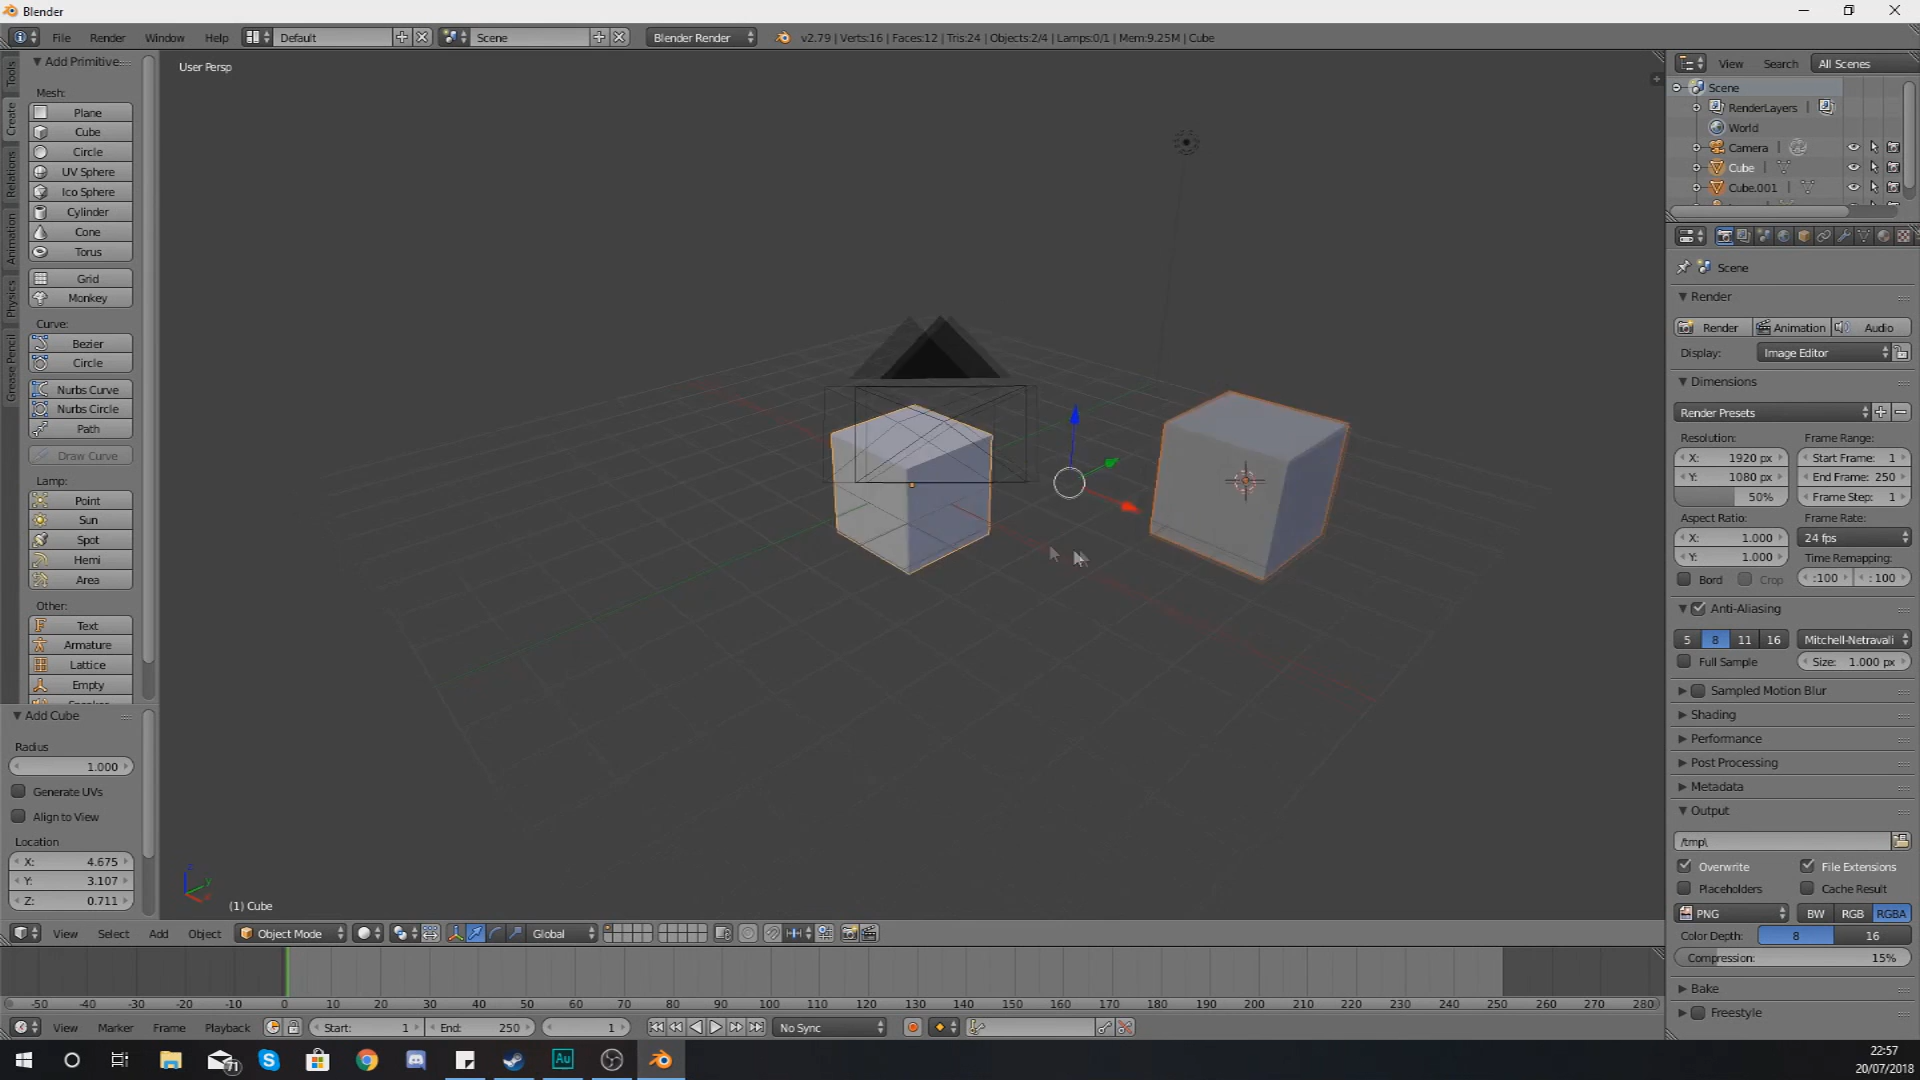 Blender
File Render Window Help Default Scene Blender Render v2.79 | Verts:16 | Faces:12 | Tris:24 | Objects:2/4 | Lamps:0/1 | Mem:9.25M | Cube
Tools
Create
Relations
Animation
Physics
Grease Pencil
Add Primitive
Mesh:
Plane
Cube
Circle
UV Sphere
Ico Sphere
Cylinder
Cone
Torus
Grid
Monkey
Curve:
Bezier
Circle
Nurbs Curve
Nurbs Circle
Path
Draw Curve
Lamp:
Point
Sun
Spot
Hemi
Area
Other:
Text
Armature
Lattice
Empty
Add Cube
Radius
1.000
Generate UVs
Align to View
Location
X: 4.675
Y: 3.107
Z: 0.711
User Persp
(1) Cube
View Select Add Object Object Mode Global
View Search All Scenes
Scene
RenderLayers
World
Camera
Cube
Cube.001
Scene
Render
Render Animation Audio
Display: Image Editor
Dimensions
Render Presets
Resolution: Frame Range:
X: 1920 px Start Frame: 1
Y: 1080 px End Frame: 250
50% Frame Step: 1
Aspect Ratio: Frame Rate:
X: 1.000 24 fps
Y: 1.000 Time Remapping:
Bord Crop :100 : 100
Anti-Aliasing
5 8 11 16 Mitchell-Netravali
Full Sample Size: 1.000 px
Sampled Motion Blur
Shading
Performance
Post Processing
Metadata
Output
/tmp\
Overwrite File Extensions
Placeholders Cache Result
PNG BW RGB RGBA
Color Depth: 8 16
Compression: 15%
Bake
Freestyle
-50 -40 -30 -20 -10 0 10 20 30 40 50 60 70 80 90 100 110 120 130 140 150 160 170 180 190 200 210 220 230 240 250 260 270 280
View Marker Frame Playback Start: 1 End: 250 1 No Sync
71
Au
22:57
20/07/2018